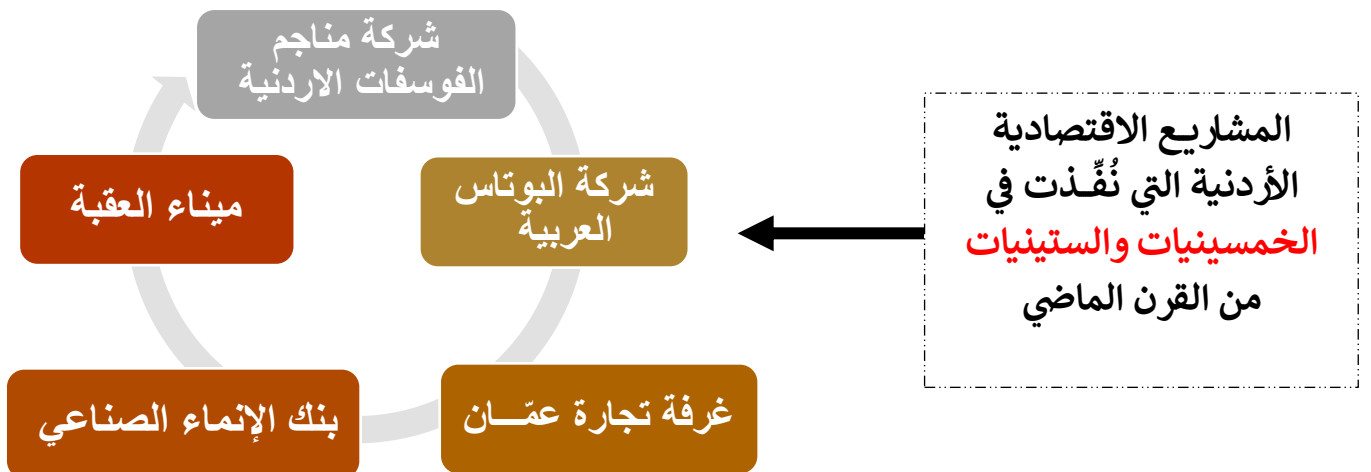 شركة مناجم
الفوسفات الاردنية
شركة البوتاس
العربية
غرفة تجارة عمّـــان
بنك الإنماء الصناعي
ميناء العقبة
المشاريع الاقتصادية
الأردنية التي نُفِّـذت في
الخمسينيات والستينيات
من القرن الماضي